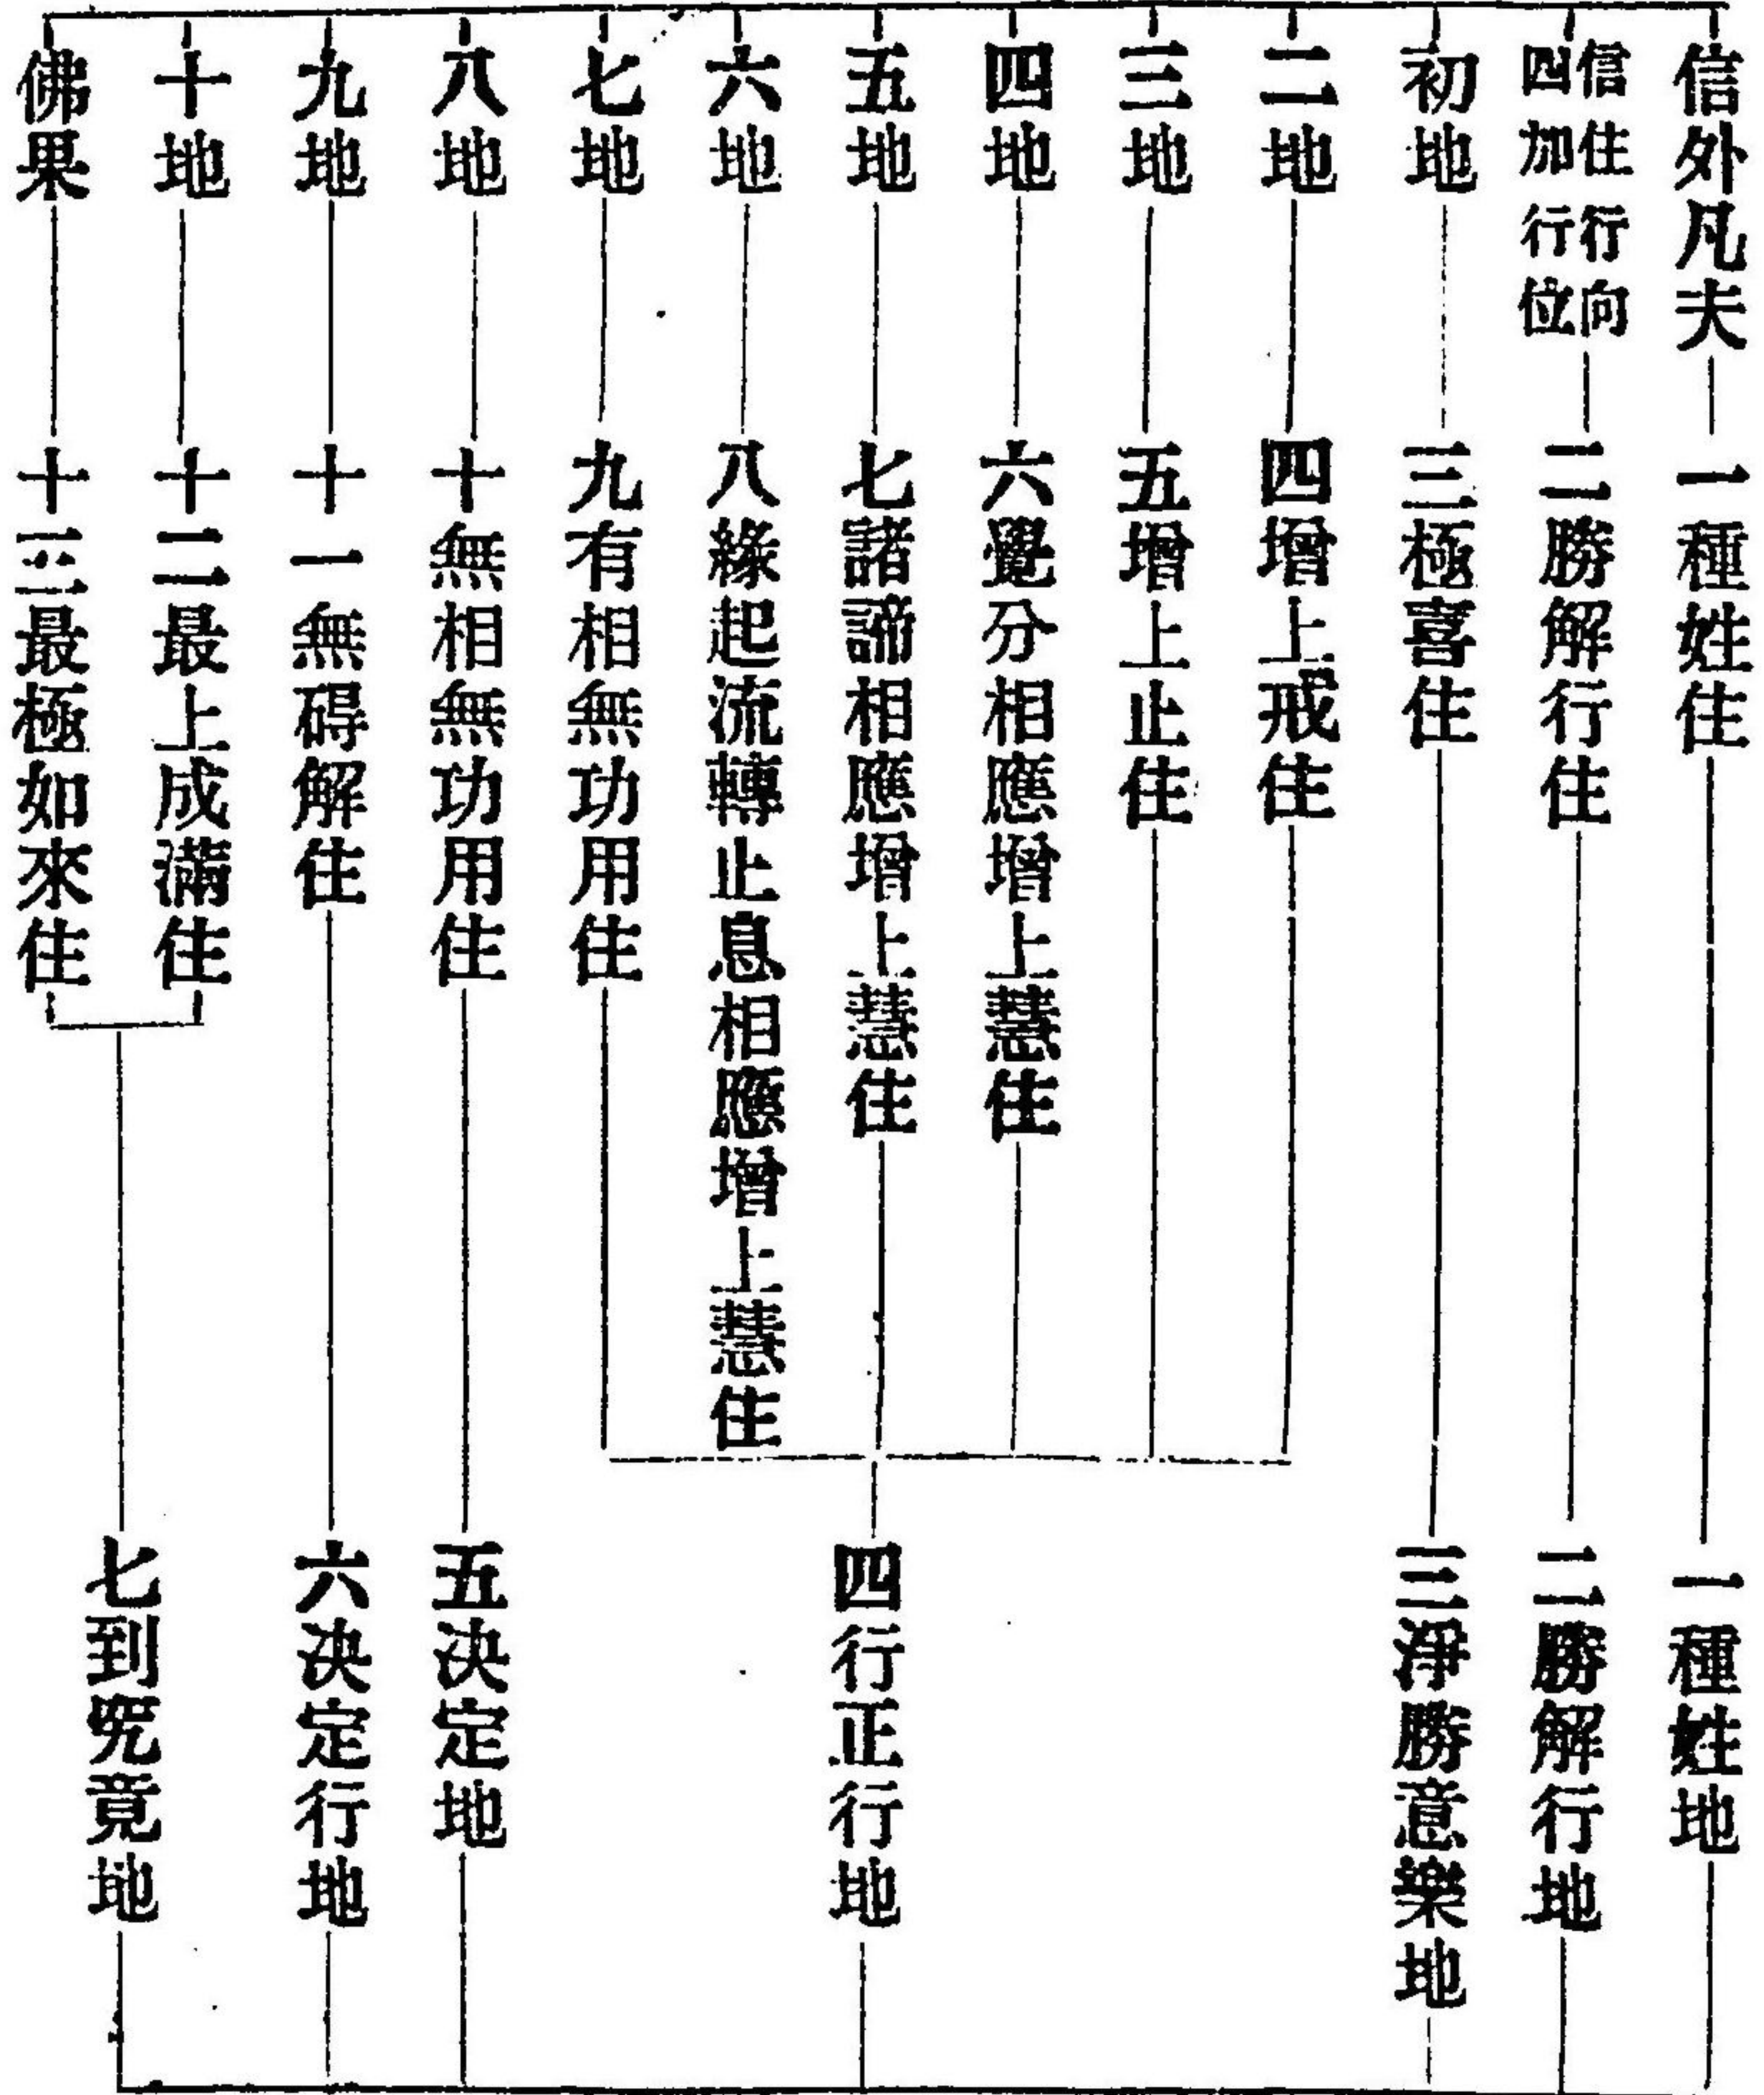 信外凡夫
一種姓住
一種姓地
信住行向
四加行位
二勝解行住
二勝解行地
初地
三極喜住
三淨勝意樂地
二地
四增上戒住
三地
五增上止住
四地
六覺分相應增上慧住
五地
七諸諦相應增上慧住
六地
八緣起流轉止息相應增上慧住
七地
九有相無功用住
四行正行地
八地
十無相無功用住
五決定地
九地
十一無碍解住
六決定行地
十地
十二最上成滿住
佛果
十三最極如來住
七到究竟地